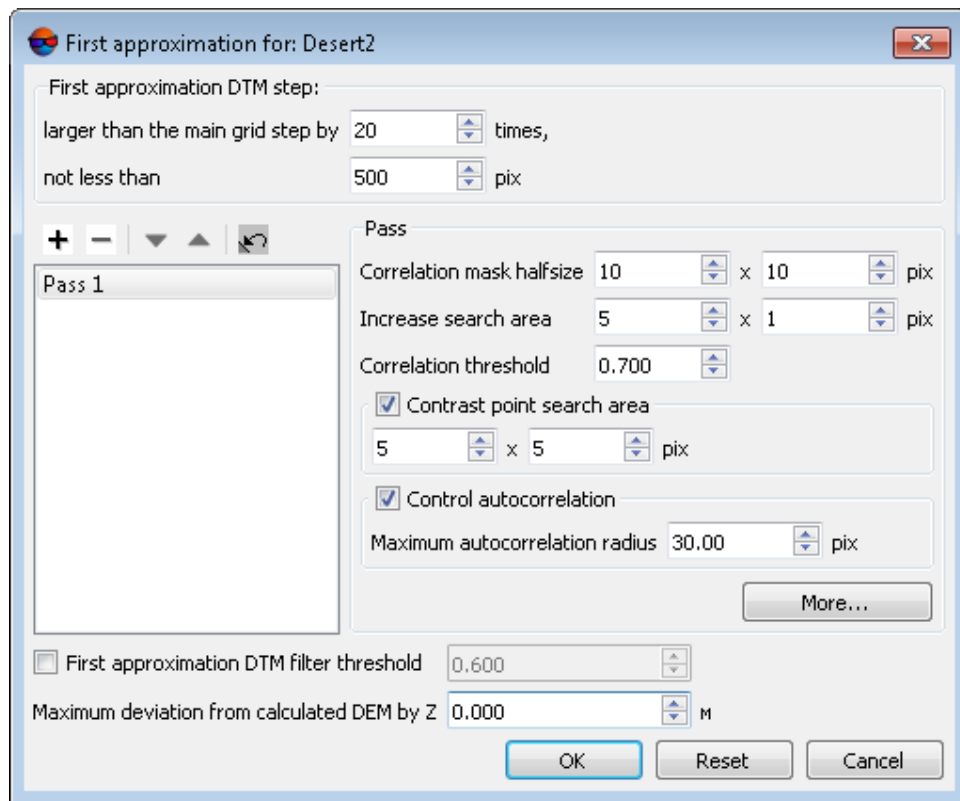 First approximation for: Desert2
First approximation DTM step:
larger than the main grid step by 20 times,
not less than 500 pix
Pass
Pass 1
Correlation mask halfsize 10 x 10 pix
Increase search area 5 x 1 pix
Correlation threshold 0.700
Contrast point search area
5 x 5 pix
Control autocorrelation
Maximum autocorrelation radius 30.00 pix
More...
First approximation DTM filter threshold 0.600
Maximum deviation from calculated DEM by Z 0.000 м
OK Reset Cancel